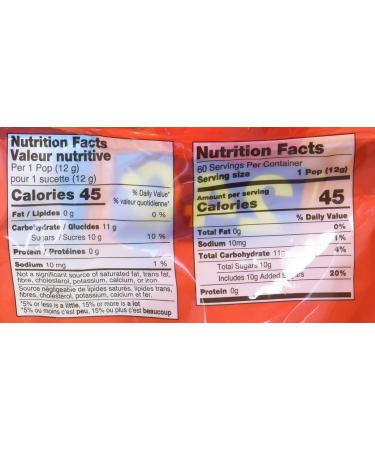 Nutrition Facts
Valeur nutritive
Per 1 Pop (12 g)
pour 1 sucette (12 g)
Calories 45
% Daily Value*
% valeur quotidienne*
Fat / Lipides 0 g 0 %
Carbohydrate / Glucides 11 g
Sugars / Sucres 10 g 10 %
Protein / Protéines 0 g
Sodium 10 mg 1 %
Not a significant source of saturated fat, trans fat,
fibre, cholesterol, potassium, calcium, or iron.
Source négligeable de lipides saturés, lipides trans,
fibres, cholestérol, potassium, calcium et fer.
*5% or less is a little, 15% or more is a lot
*5% ou moins c'est peu, 15% ou plus c'est beaucoup
Nutrition Facts
60 Servings Per Container
Serving size 1 Pop (12g)
Amount per serving
Calories 45
% Daily Value
Total Fat 0g 0%
Sodium 10mg 1%
Total Carbohydrate 11g 4%
Total Sugars 10g
Includes 10g Added Sugars 20%
Protein 0g